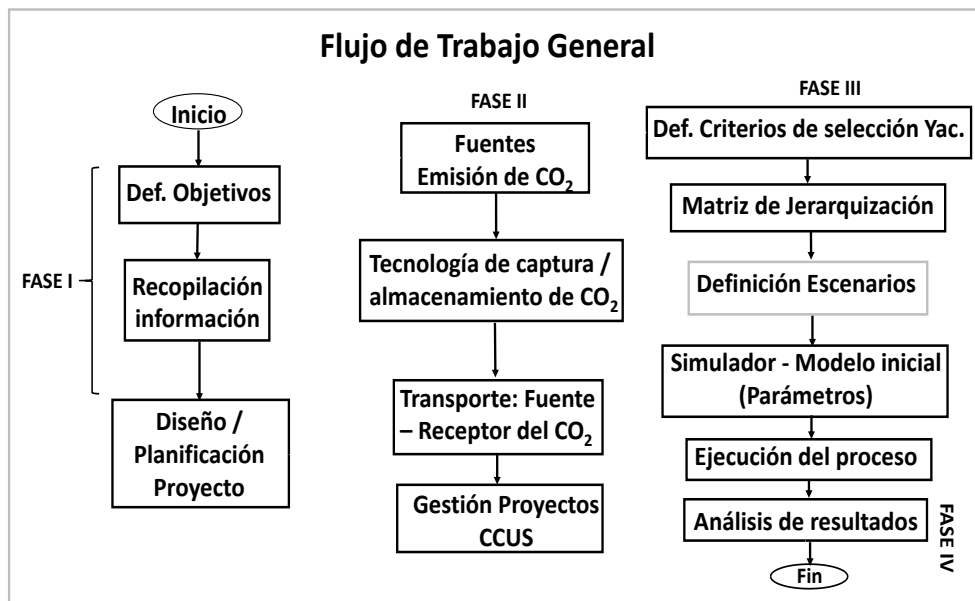 Flujo de Trabajo General
Inicio
FASE I
Def. Objetivos
Recopilación
información
Diseño /
Planificación
Proyecto
FASE II
Fuentes
Emisión de CO₂
Tecnología de captura /
almacenamiento de CO₂
Transporte: Fuente
– Receptor del CO₂
Gestión Proyectos
CCUS
FASE III
Def. Criterios de selección Yac.
Matriz de Jerarquización
Definición Escenarios
Simulador - Modelo inicial
(Parámetros)
Ejecución del proceso
Análisis de resultados
FASE IV
Fin